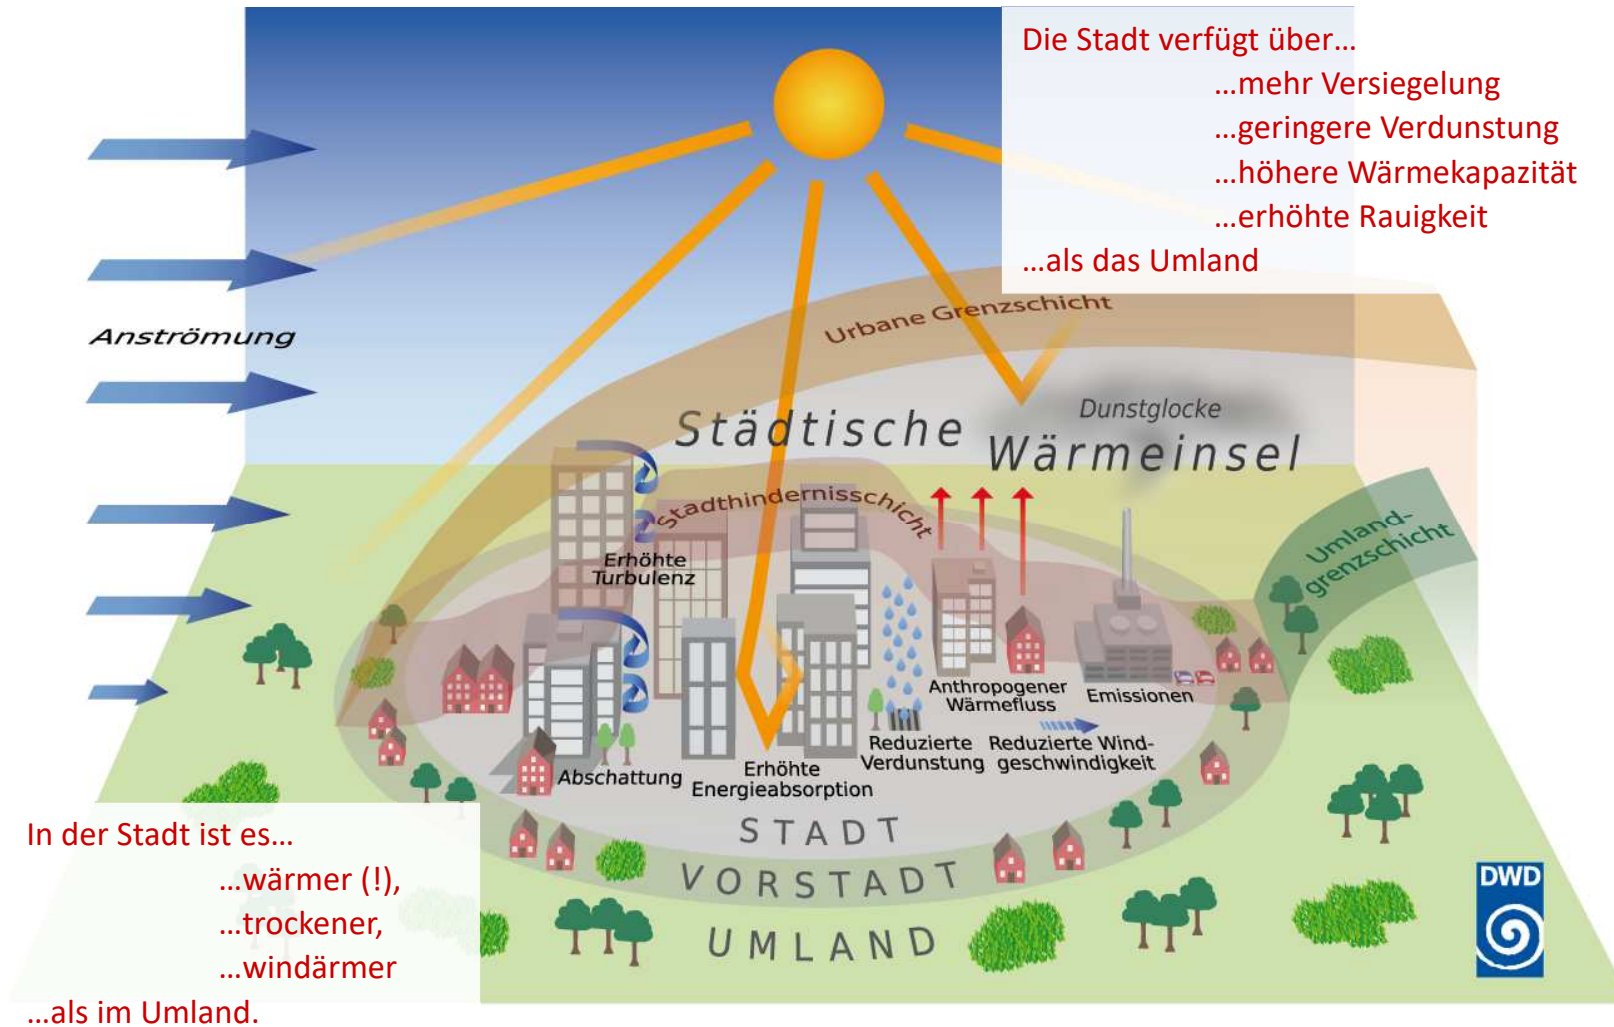 Die Stadt verfügt über...
...mehr Versiegelung
...geringere Verdunstung
...höhere Wärmekapazität
...erhöhte Rauigkeit
...als das Umland
Anströmung
Urbane Grenzschicht
Dunstglocke
Städtische
Wärmeinsel
Stadthindernisschicht
Umland-
grenzschicht
Erhöhte
Turbulenz
Anthropogener
Wärmefluss
Emissionen
Reduzierte
Verdunstung
Reduzierte Wind-
geschwindigkeit
Abschattung
Erhöhte
Energieabsorption
STADT
VORSTADT
UMLAND
In der Stadt ist es...
...wärmer (!),
...trockener,
...windärmer
...als im Umland.
DWD